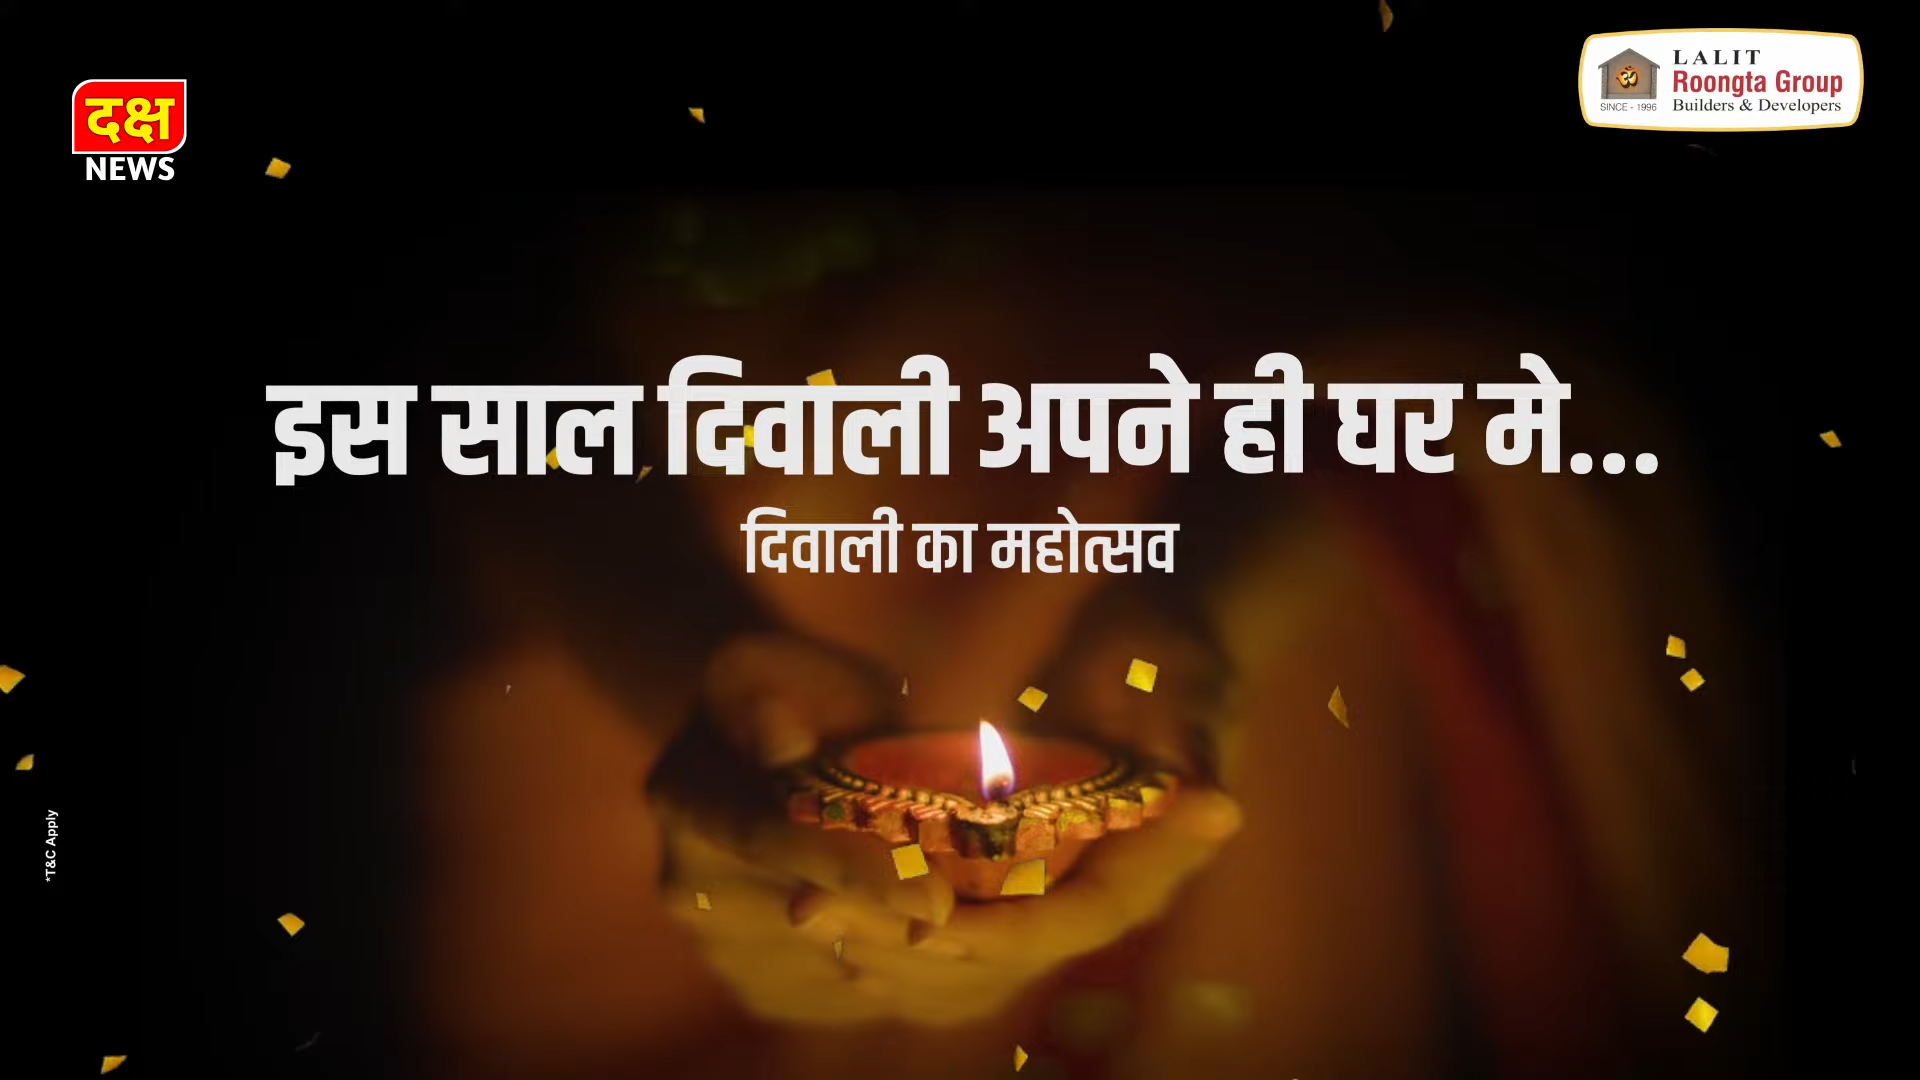 दक्ष
NEWS
LALIT
Roongta Group
SINCE - 1996
Builders & Developers
इस साल दिवाली अपने ही घर मे...
दिवाली का महोत्सव
*T&C Apply